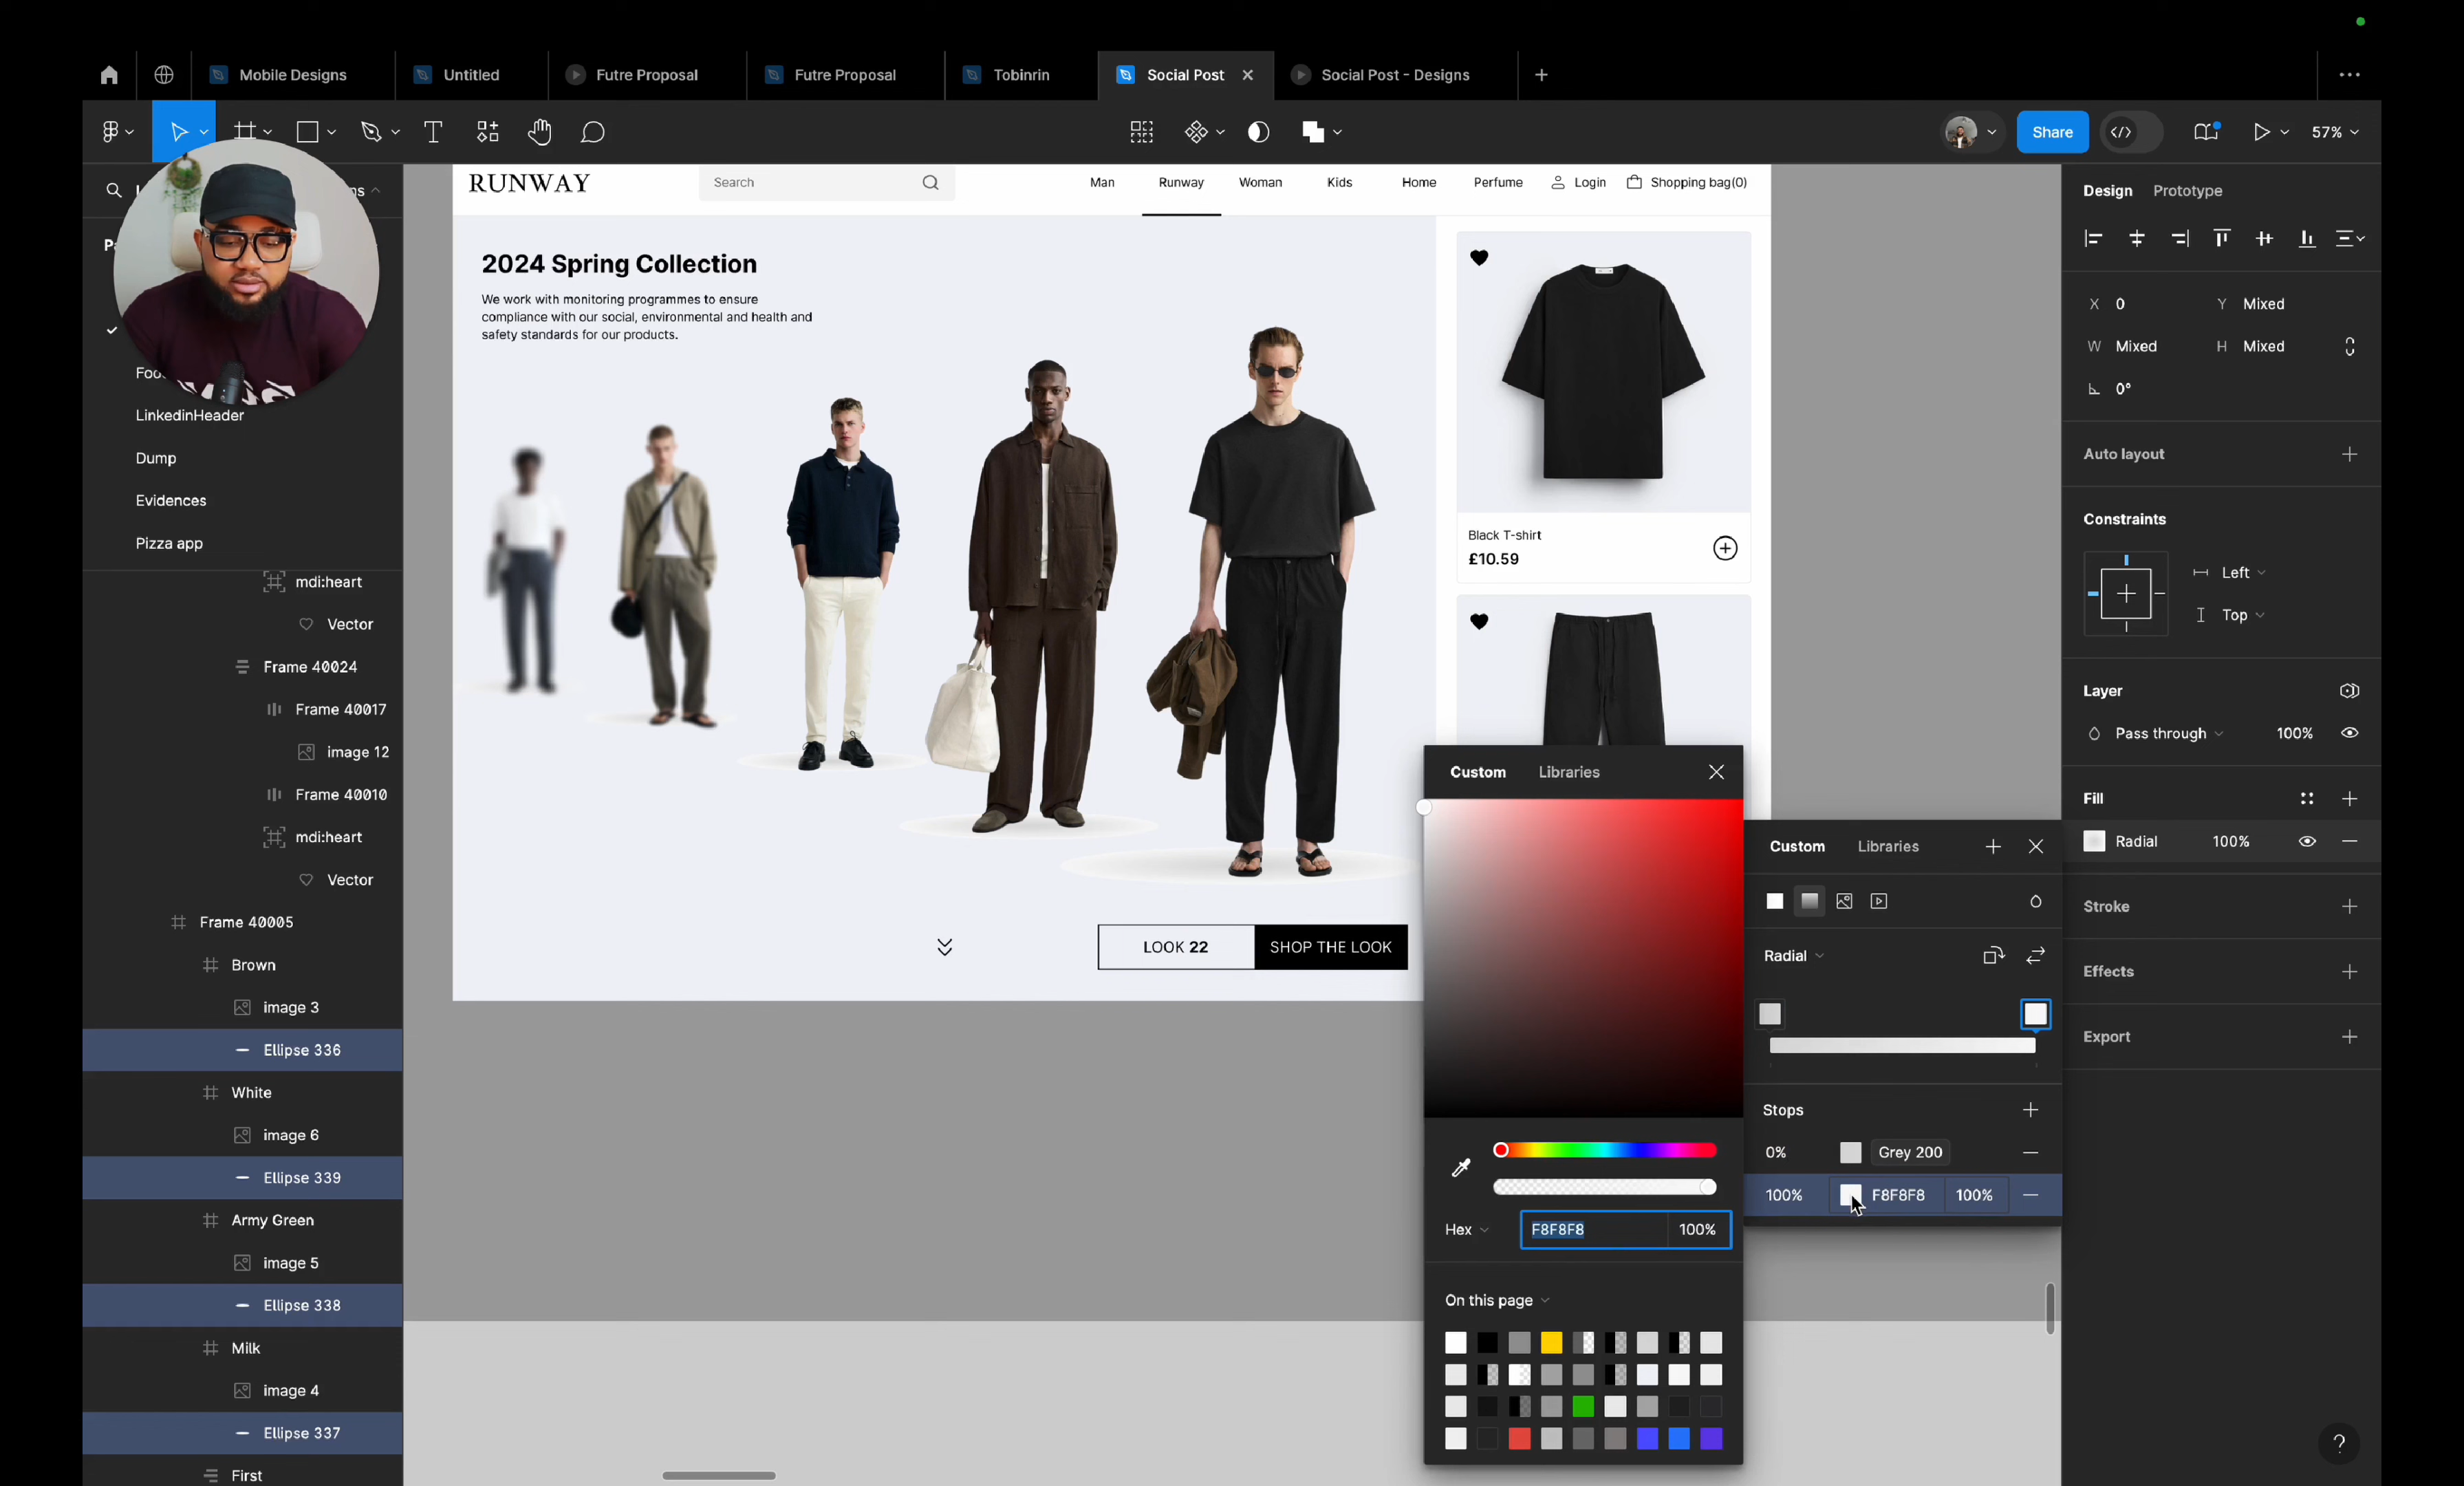 Mobile Designs
Untitled
Futre Proposal
Futre Proposal
Tobinrin
Social Post
Social Post - Designs
Share
57%
Foo
LinkedinHeader
Dump
Evidences
Pizza app
mdi:heart
Vector
Frame 40024
Frame 40017
image 12
Frame 40010
mdi:heart
Vector
Frame 40005
Brown
image 3
Ellipse 336
White
image 6
Ellipse 339
Army Green
image 5
Ellipse 338
Milk
image 4
Ellipse 337
First
RUNWAY
Search
Man
Runway
Woman
Kids
Home
Perfume
Login
Shopping bag(0)
2024 Spring Collection
We work with monitoring programmes to ensure
compliance with our social, environmental and health and
safety standards for our products.
Black T-shirt
£10.59
LOOK 22
SHOP THE LOOK
Custom
Libraries
Hex
F8F8F8
100%
On this page
Custom
Libraries
Radial
Stops
0%
Grey 200
100%
F8F8F8
100%
Design
Prototype
X 0
Y Mixed
W Mixed
H Mixed
0°
Auto layout
Constraints
Left
Top
Layer
Pass through
100%
Fill
Radial
100%
Stroke
Effects
Export
?